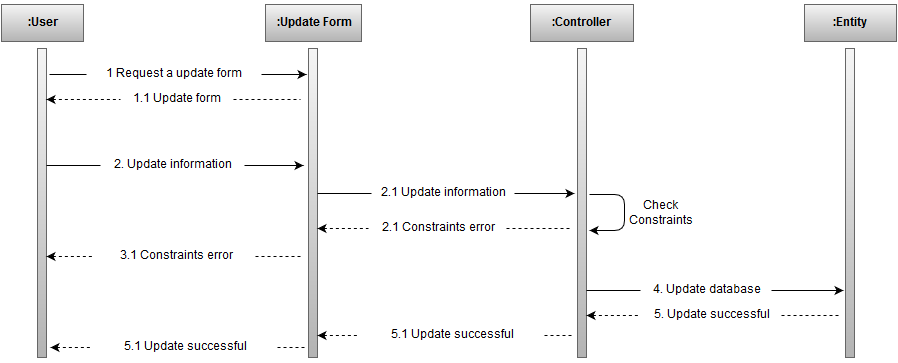 :User
:Update Form
:Controller
:Entity
1 Request a update form
1.1 Update form
2. Update information
2.1 Update information
Check
Constraints
2.1 Constraints error
3.1 Constraints error
4. Update database
5. Update successful
5.1 Update successful
5.1 Update successful